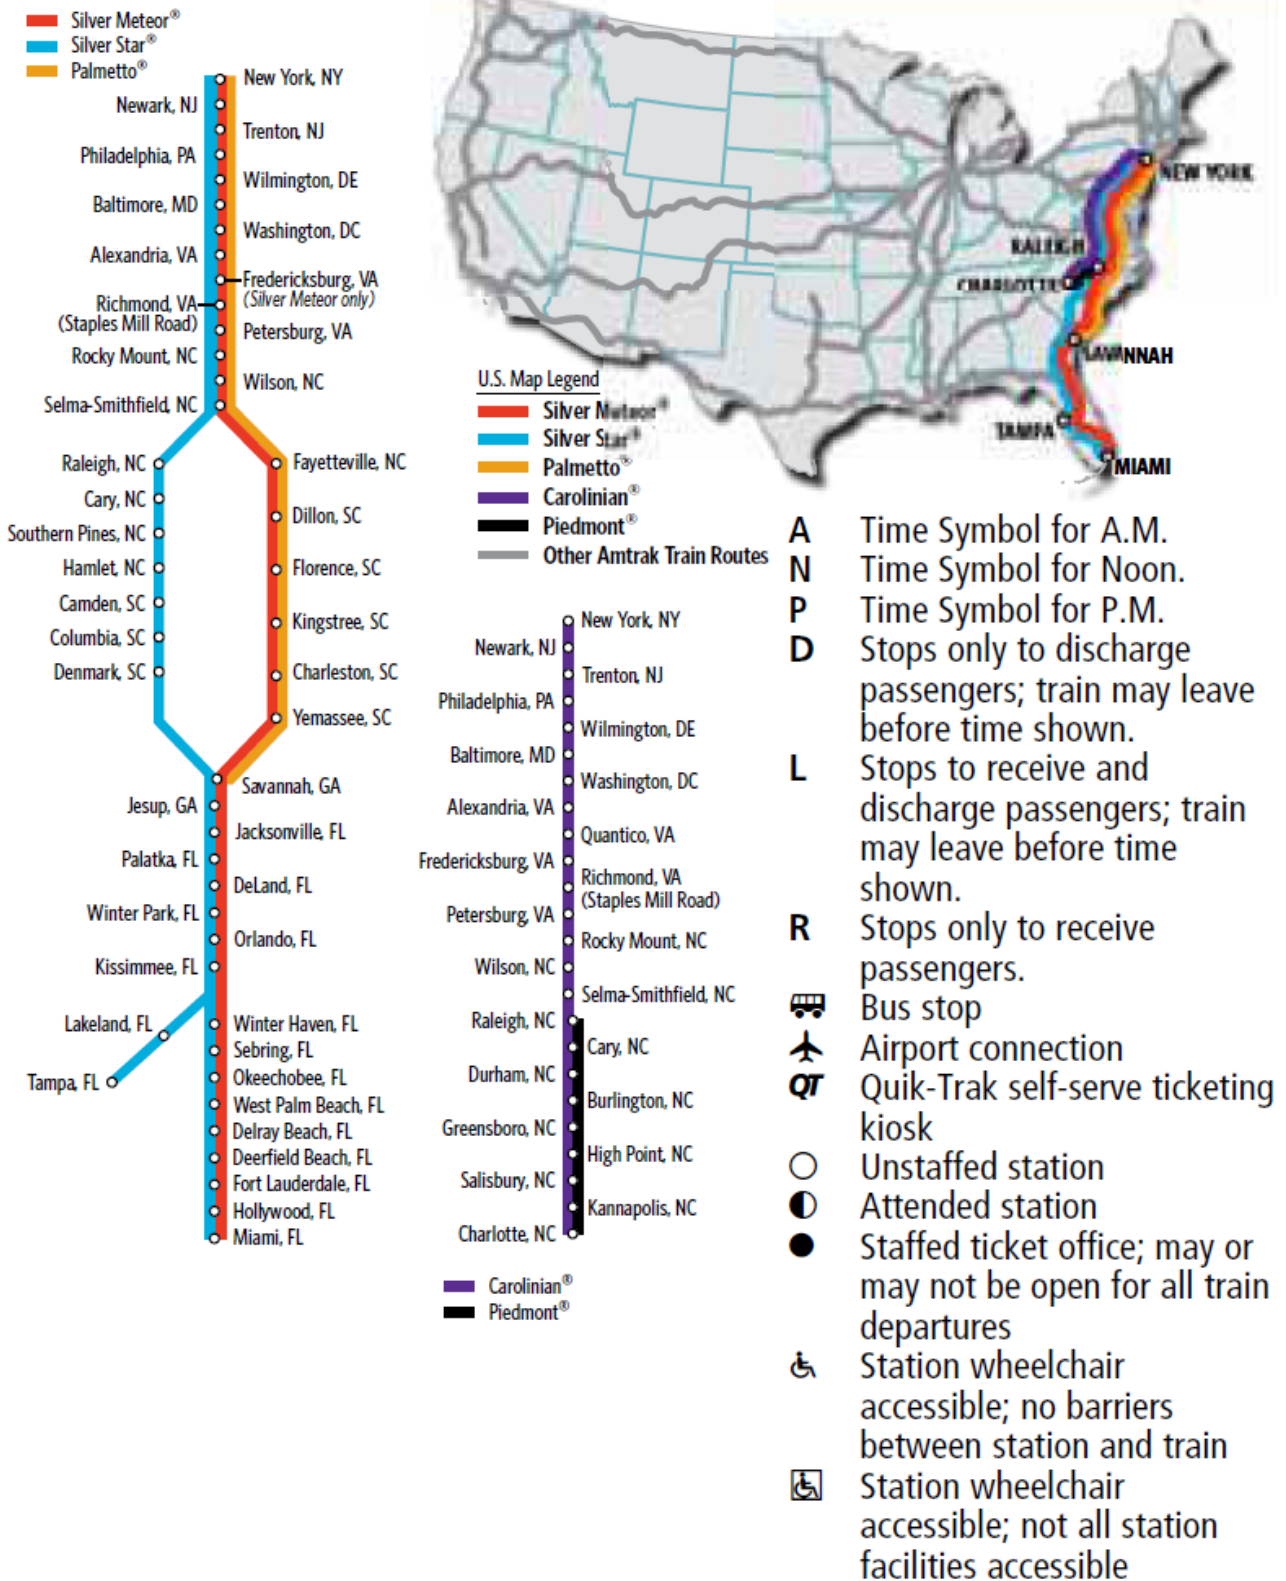 Silver Meteor®
Silver Star®
Palmetto®
New York, NY
Newark, NJ
Trenton, NJ
Philadelphia, PA
Wilmington, DE
Baltimore, MD
Washington, DC
Alexandria, VA
Fredericksburg, VA
(Silver Meteor only)
Richmond, VA
(Staples Mill Road)
Petersburg, VA
Rocky Mount, NC
Wilson, NC
Selma-Smithfield, NC
Raleigh, NC
Fayetteville, NC
Cary, NC
Dillon, SC
Southern Pines, NC
Hamlet, NC
Florence, SC
Camden, SC
Kingstree, SC
Columbia, SC
Denmark, SC
Charleston, SC
Yemassee, SC
Savannah, GA
Jesup, GA
Jacksonville, FL
Palatka, FL
DeLand, FL
Winter Park, FL
Orlando, FL
Kissimmee, FL
Lakeland, FL
Winter Haven, FL
Sebring, FL
Tampa, FL
Okeechobee, FL
West Palm Beach, FL
Delray Beach, FL
Deerfield Beach, FL
Fort Lauderdale, FL
Hollywood, FL
Miami, FL
NEW YORK
RALEIGH
CHARLOTTE
SAVANNAH
TAMPA
MIAMI
U.S. Map Legend
Silver Meteor®
Silver Star®
Palmetto®
Carolinian®
Piedmont®
Other Amtrak Train Routes
New York, NY
Newark, NJ
Trenton, NJ
Philadelphia, PA
Wilmington, DE
Baltimore, MD
Washington, DC
Alexandria, VA
Quantico, VA
Fredericksburg, VA
Richmond, VA
(Staples Mill Road)
Petersburg, VA
Rocky Mount, NC
Wilson, NC
Selma-Smithfield, NC
Raleigh, NC
Cary, NC
Durham, NC
Burlington, NC
Greensboro, NC
High Point, NC
Salisbury, NC
Kannapolis, NC
Charlotte, NC
Carolinian®
Piedmont®
A Time Symbol for A.M.
N Time Symbol for Noon.
P Time Symbol for P.M.
D Stops only to discharge
passengers; train may leave
before time shown.
L Stops to receive and
discharge passengers; train
may leave before time
shown.
R Stops only to receive
passengers.
Bus stop
Airport connection
QT Quik-Trak self-serve ticketing
kiosk
Unstaffed station
Attended station
Staffed ticket office; may or
may not be open for all train
departures
Station wheelchair
accessible; no barriers
between station and train
Station wheelchair
accessible; not all station
facilities accessible